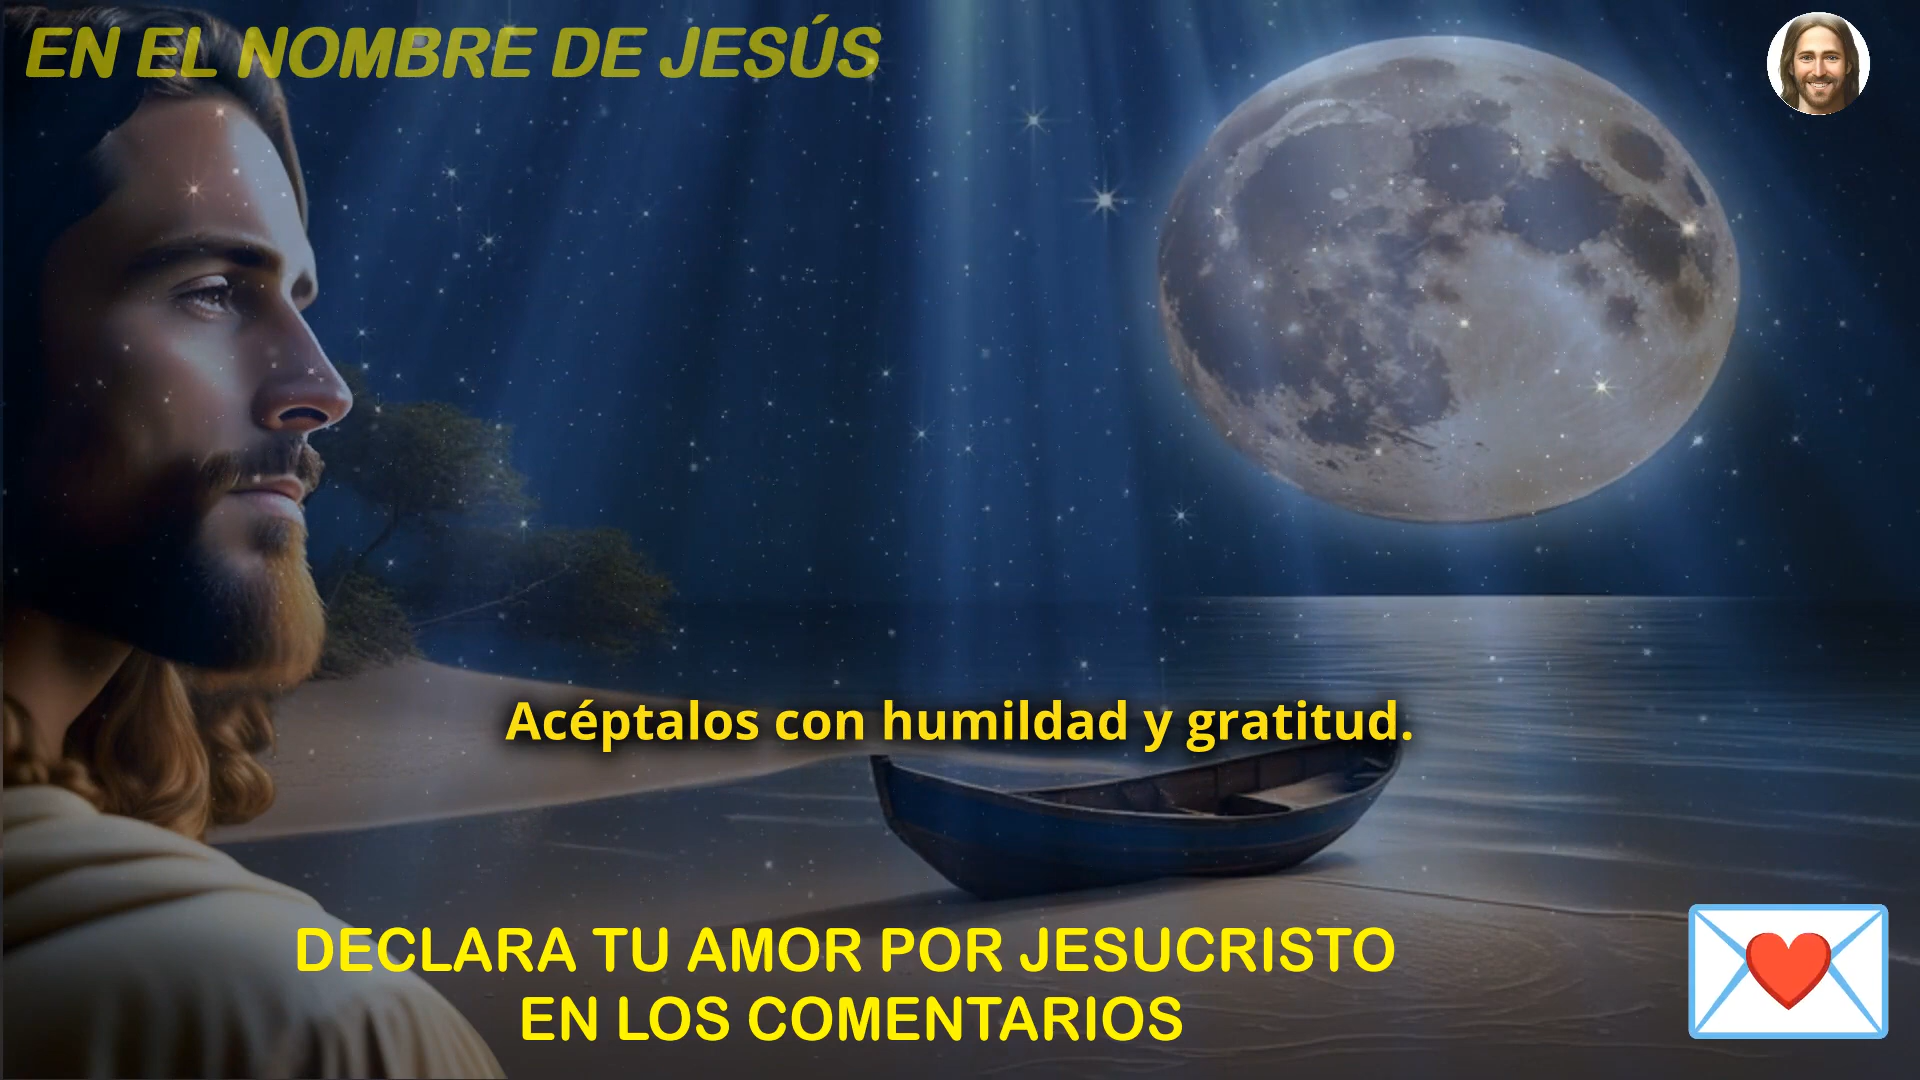 EN EL NOMBRE DE JESÚS
Acéptalos con humildad y gratitud.
DECLARA TU AMOR POR JESUCRISTO
EN LOS COMENTARIOS